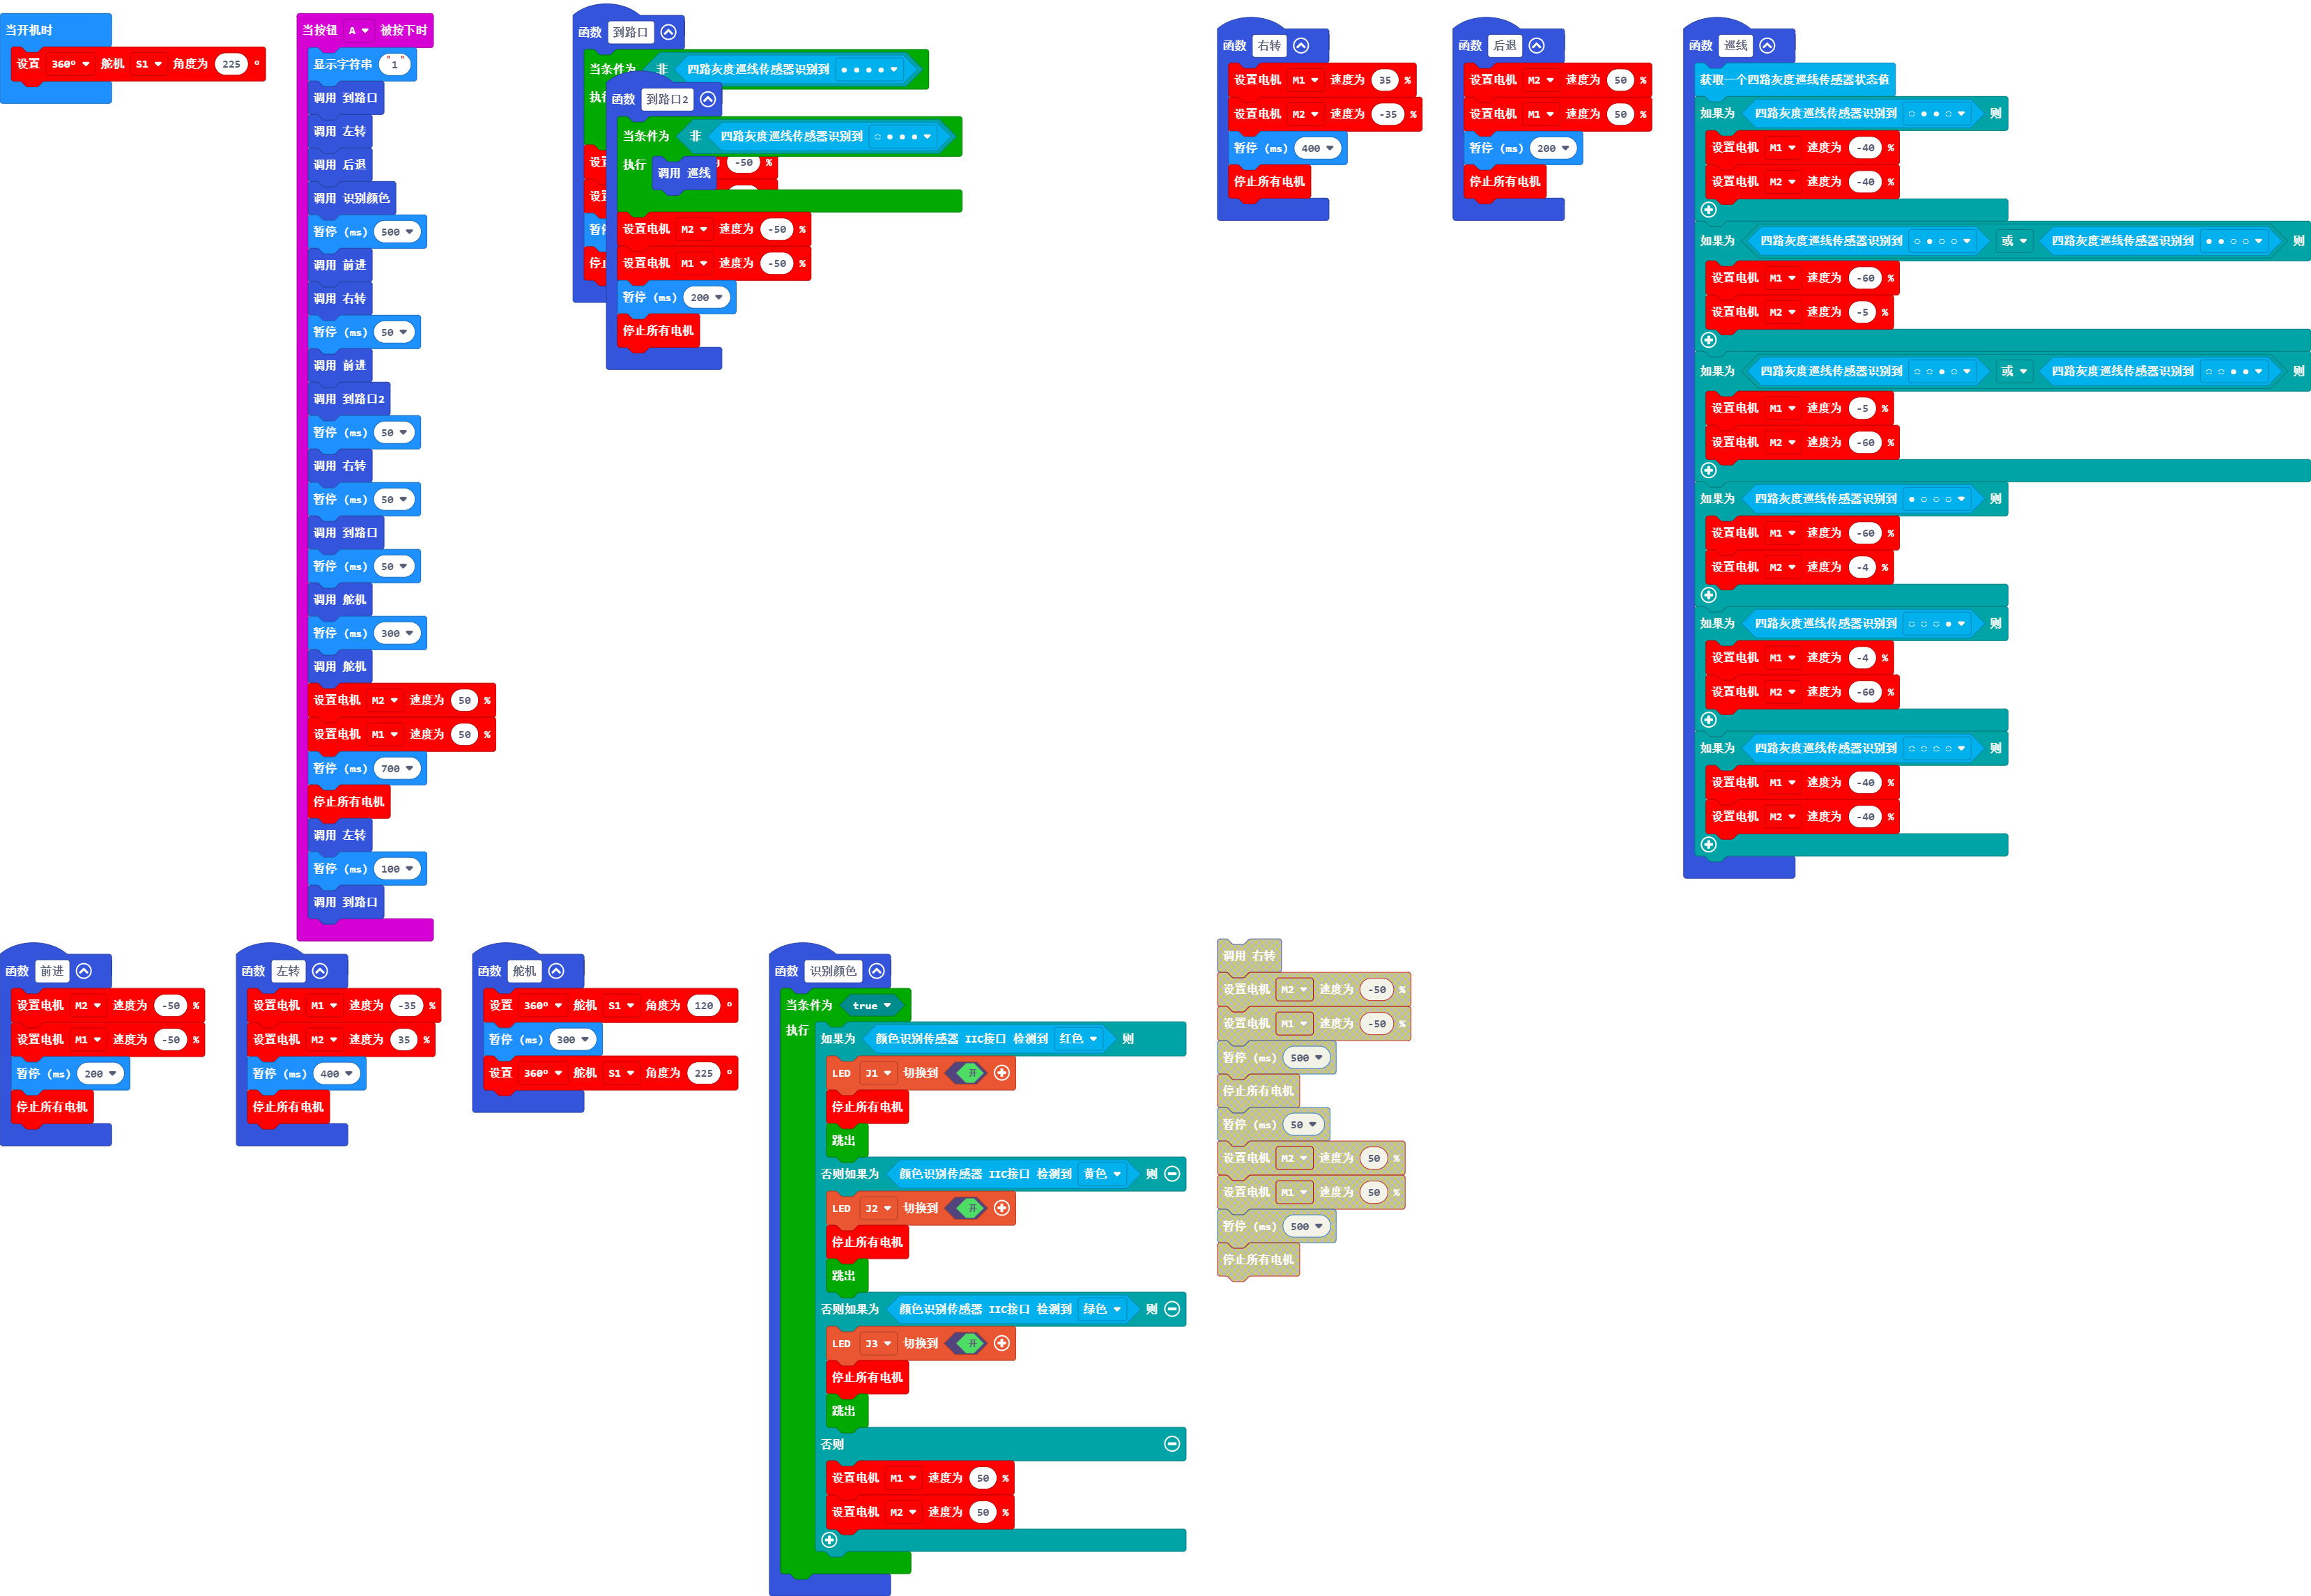 当开机时
设置 360° 舵机 S1 角度为 225 °
当按钮 A 被按下时
显示字符串 "1"
调用 到路口
调用 左转
调用 后退
调用 识别颜色
暂停 (ms) 500
调用 前进
调用 右转
暂停 (ms) 50
调用 前进
调用 到路口2
暂停 (ms) 50
调用 右转
暂停 (ms) 50
调用 到路口
暂停 (ms) 50
调用 舵机
暂停 (ms) 300
调用 舵机
设置电机 M2 速度为 50 %
设置电机 M1 速度为 50 %
暂停 (ms) 700
停止所有电机
调用 左转
暂停 (ms) 100
调用 到路口
函数 到路口
当条件为 非 四路灰度巡线传感器识别到
-50 %
函数 到路口2
当条件为 非 四路灰度巡线传感器识别到
执行
调用 巡线
设置电机 M2 速度为 -50 %
设置电机 M1 速度为 -50 %
暂停 (ms) 200
停止所有电机
函数 右转
设置电机 M1 速度为 35 %
设置电机 M2 速度为 -35 %
暂停 (ms) 400
停止所有电机
函数 后退
设置电机 M2 速度为 50 %
设置电机 M1 速度为 50 %
暂停 (ms) 200
停止所有电机
函数 巡线
获取一个四路灰度巡线传感器状态值
如果为 四路灰度巡线传感器识别到 则
设置电机 M1 速度为 -40 %
设置电机 M2 速度为 -40 %
如果为 四路灰度巡线传感器识别到 或 四路灰度巡线传感器识别到 则
设置电机 M1 速度为 -60 %
设置电机 M2 速度为 -5 %
如果为 四路灰度巡线传感器识别到 或 四路灰度巡线传感器识别到 则
设置电机 M1 速度为 -5 %
设置电机 M2 速度为 -60 %
如果为 四路灰度巡线传感器识别到 则
设置电机 M1 速度为 -60 %
设置电机 M2 速度为 -4 %
如果为 四路灰度巡线传感器识别到 则
设置电机 M1 速度为 -4 %
设置电机 M2 速度为 -60 %
如果为 四路灰度巡线传感器识别到 则
设置电机 M1 速度为 -40 %
设置电机 M2 速度为 -40 %
函数 前进
设置电机 M2 速度为 -50 %
设置电机 M1 速度为 -50 %
暂停 (ms) 200
停止所有电机
函数 左转
设置电机 M1 速度为 -35 %
设置电机 M2 速度为 35 %
暂停 (ms) 400
停止所有电机
函数 舵机
设置 360° 舵机 S1 角度为 120 °
暂停 (ms) 300
设置 360° 舵机 S1 角度为 225 °
函数 识别颜色
当条件为 true
执行
如果为 颜色识别传感器 IIC接口 检测到 红色 则
LED J1 切换到 开
停止所有电机
跳出
否则如果为 颜色识别传感器 IIC接口 检测到 黄色 则
LED J2 切换到 开
停止所有电机
跳出
否则如果为 颜色识别传感器 IIC接口 检测到 绿色 则
LED J3 切换到 开
停止所有电机
跳出
否则
设置电机 M1 速度为 50 %
设置电机 M2 速度为 50 %
调用 右转
设置电机 M2 速度为 -50 %
设置电机 M1 速度为 -50 %
暂停 (ms) 500
停止所有电机
暂停 (ms) 50
设置电机 M2 速度为 50 %
设置电机 M1 速度为 50 %
暂停 (ms) 500
停止所有电机